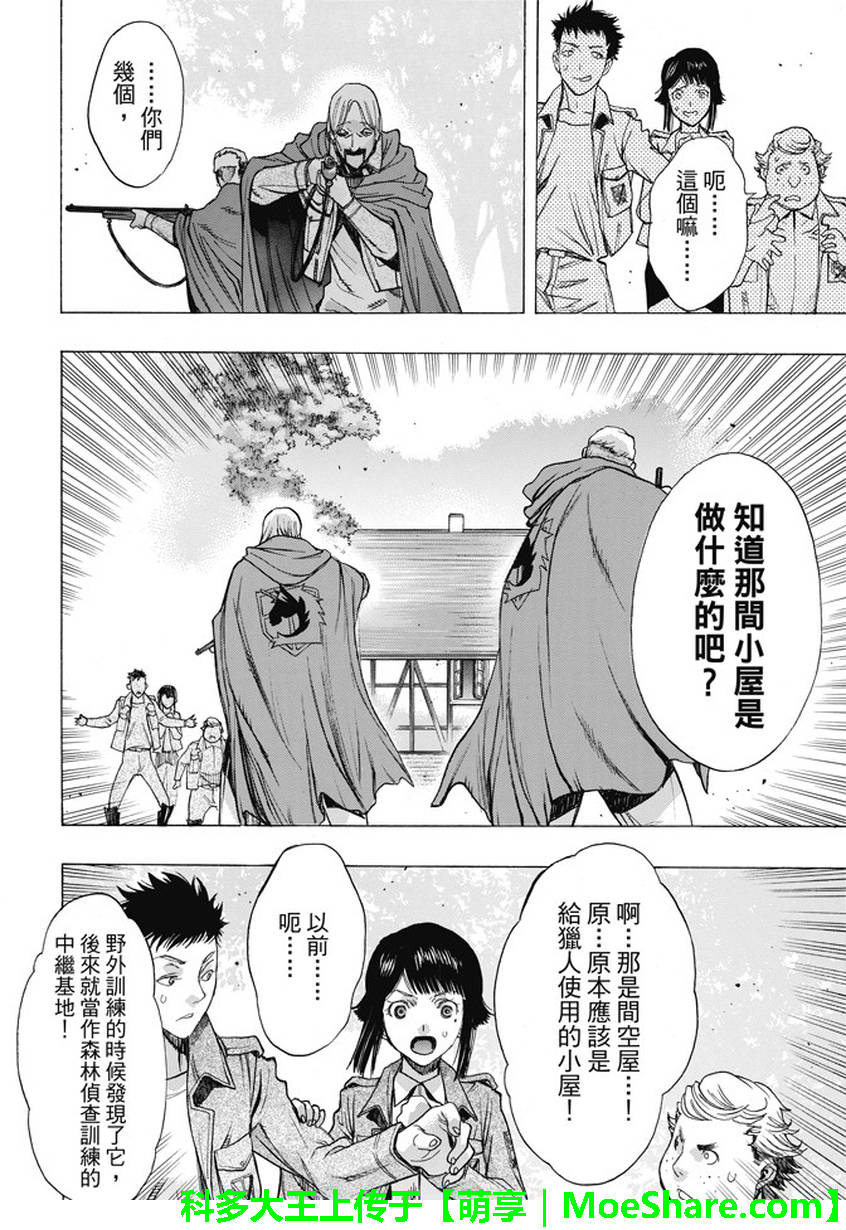 呃……
這個嘛……
……你們
幾個，
知道那間小屋是
做什麼的吧？
啊…那是間空屋…！
原…原本應該是
給獵人使用的小屋！
以前……
呃……
野外訓練的時候發現了它，
後來就當作森林偵查訓練的
中繼基地！
科多大王上传于【萌享｜MoeShare.com】